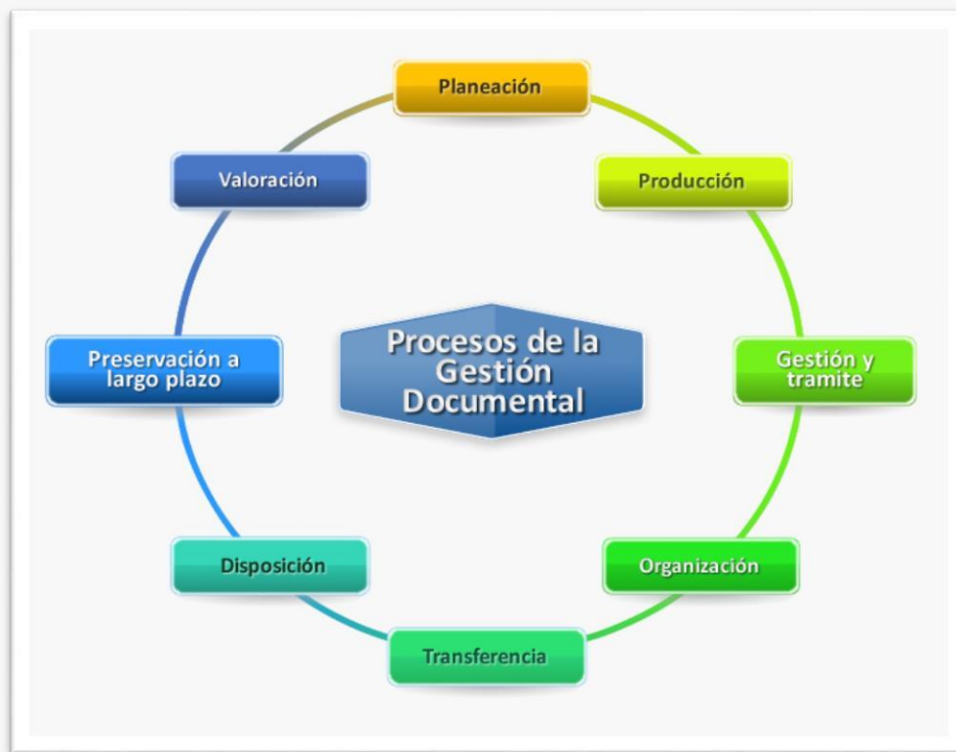 Planeación
Producción
Gestión y
tramite
Organización
Transferencia
Disposición
Preservación a
largo plazo
Valoración
Procesos de la
Gestión
Documental